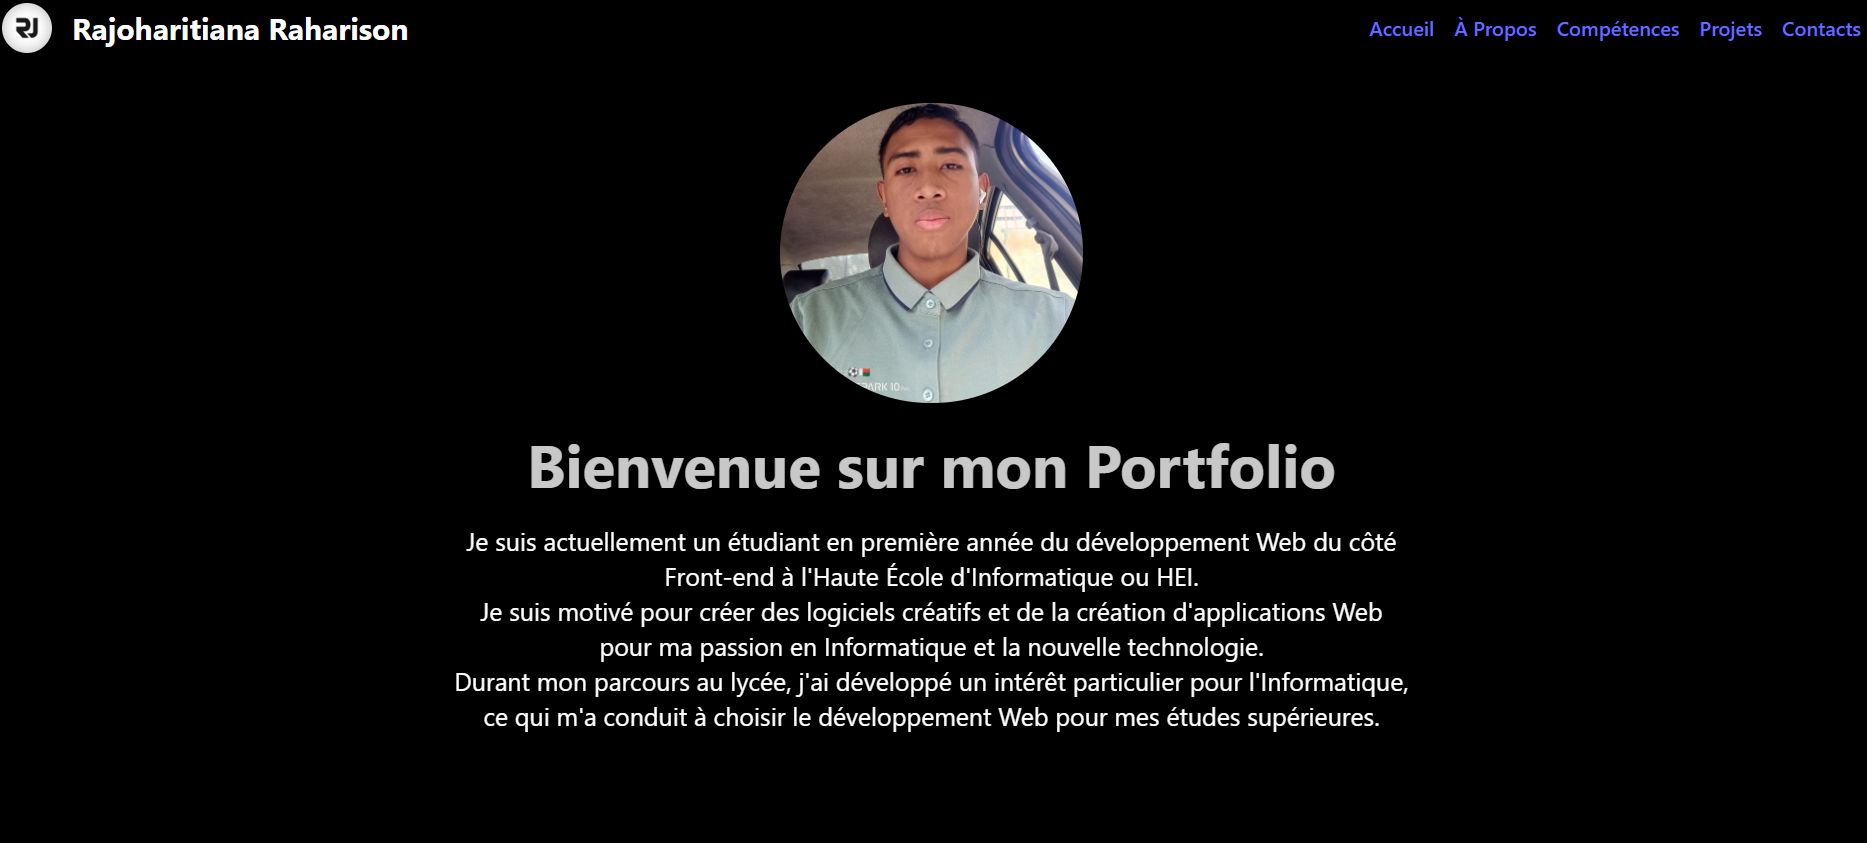 RJ
Rajoharitiana Raharison
Accueil À Propos Compétences Projets Contacts
PARK 10
Bienvenue sur mon Portfolio
Je suis actuellement un étudiant en première année du développement Web du côté
Front-end à l'Haute École d'Informatique ou HEI.
Je suis motivé pour créer des logiciels créatifs et de la création d'applications Web
pour ma passion en Informatique et la nouvelle technologie.
Durant mon parcours au lycée, j'ai développé un intérêt particulier pour l'Informatique,
ce qui m'a conduit à choisir le développement Web pour mes études supérieures.